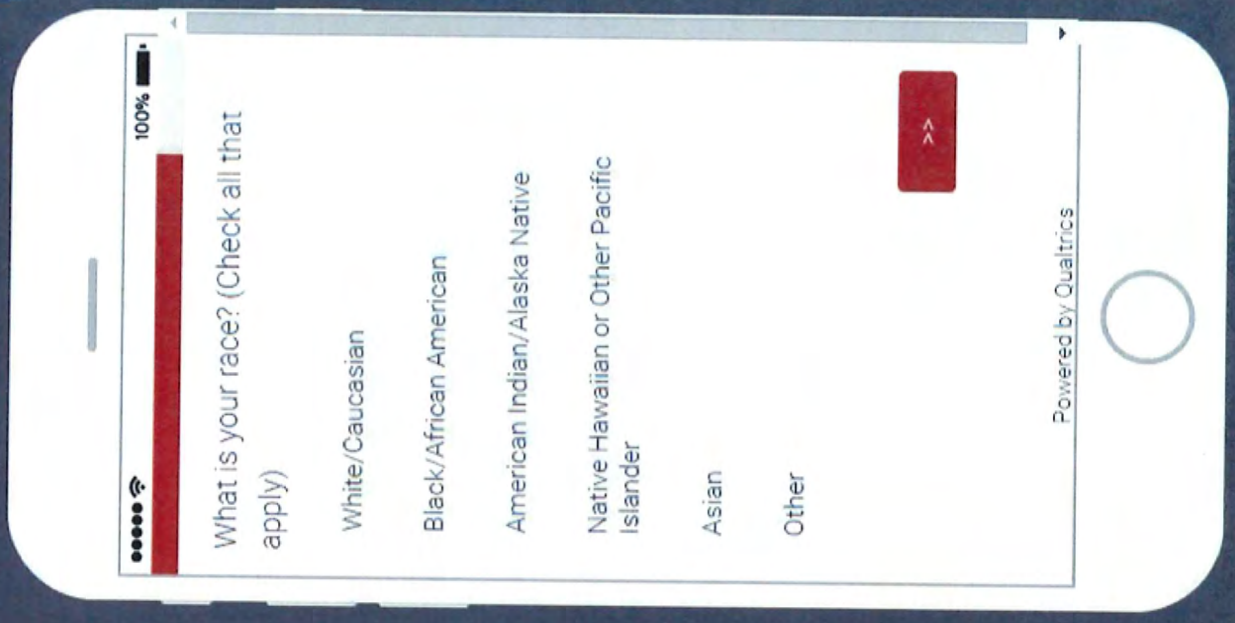 100%
What is your race? (Check all that
apply)
White/Caucasian
Black/African American
American Indian/Alaska Native
Native Hawaiian or Other Pacific
Islander
Asian
Other
>>
Powered by Qualtrics